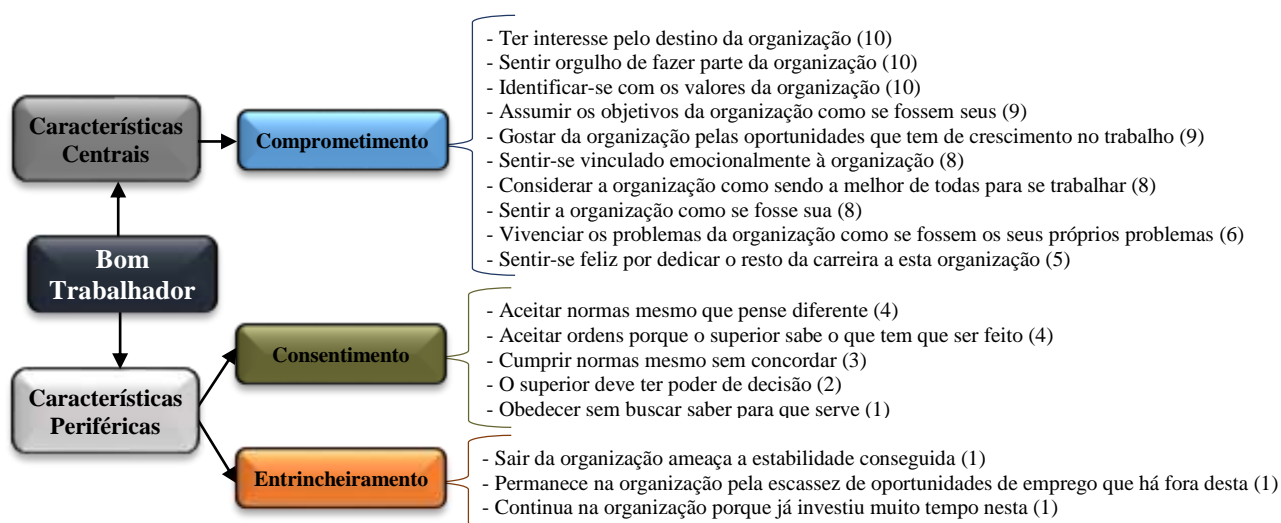 Características
Centrais
Comprometimento
- Ter interesse pelo destino da organização (10)
- Sentir orgulho de fazer parte da organização (10)
- Identificar-se com os valores da organização (10)
- Assumir os objetivos da organização como se fossem seus (9)
- Gostar da organização pelas oportunidades que tem de crescimento no trabalho (9)
- Sentir-se vinculado emocionalmente à organização (8)
- Considerar a organização como sendo a melhor de todas para se trabalhar (8)
- Sentir a organização como se fosse sua (8)
- Vivenciar os problemas da organização como se fossem os seus próprios problemas (6)
- Sentir-se feliz por dedicar o resto da carreira a esta organização (5)
Bom
Trabalhador
Características
Periféricas
Consentimento
- Aceitar normas mesmo que pense diferente (4)
- Aceitar ordens porque o superior sabe o que tem que ser feito (4)
- Cumprir normas mesmo sem concordar (3)
- O superior deve ter poder de decisão (2)
- Obedecer sem buscar saber para que serve (1)
Entrincheiramento
- Sair da organização ameaça a estabilidade conseguida (1)
- Permanece na organização pela escassez de oportunidades de emprego que há fora desta (1)
- Continua na organização porque já investiu muito tempo nesta (1)